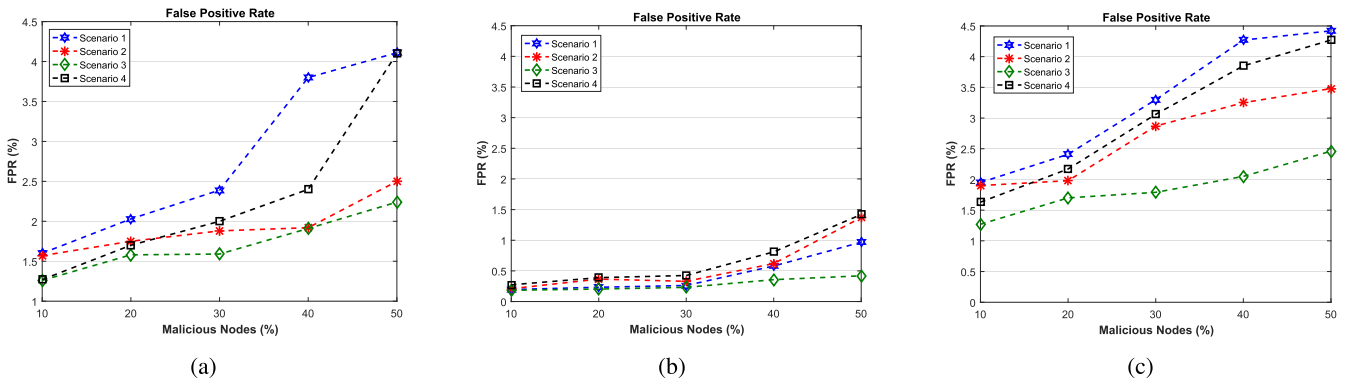 False Positive Rate
Scenario 1
Scenario 2
Scenario 3
Scenario 4
FPR (%)
4.5
4
3.5
3
2.5
2
1.5
1
10
20
30
40
50
Malicious Nodes (%)
(a)
False Positive Rate
Scenario 1
Scenario 2
Scenario 3
Scenario 4
FPR (%)
4.5
4
3.5
3
2.5
2
1.5
1
0.5
0
10
20
30
40
50
Malicious Nodes (%)
(b)
False Positive Rate
Scenario 1
Scenario 2
Scenario 3
Scenario 4
FPR (%)
4.5
4
3.5
3
2.5
2
1.5
1
0.5
0
10
20
30
40
50
Malicious Nodes (%)
(c)